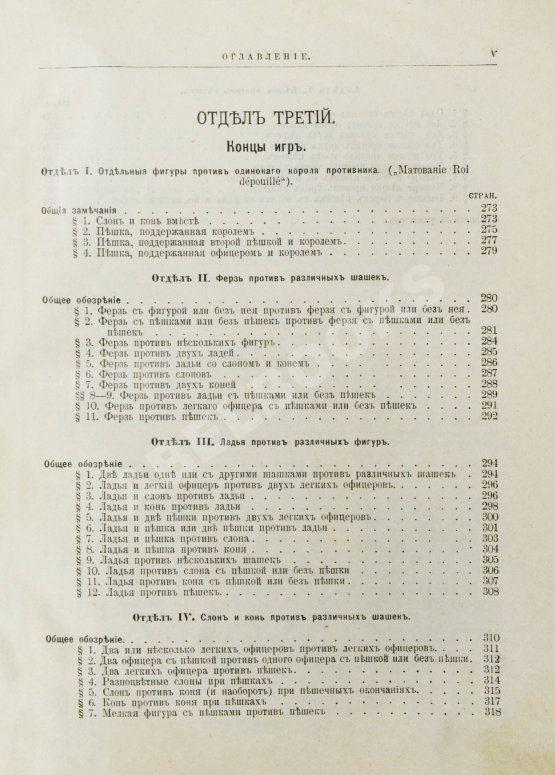 ОГЛАВЛЕНІЕ. V
ОТДѢЛЪ ТРЕТІЙ.
Концы игръ.
Отдѣлъ I. Отдѣльныя фигуры противъ одинокаго короля противника. („Матованіе Roi
dépouillé“).
СТРАН.
Общія замѣчанія . . . 273
§ 1. Слонъ и конь вмѣстѣ . . . 273
§ 2. Пѣшка, поддержанная королемъ . . . 275
§ 3. Пѣшка, поддержанная второй пѣшкой и королемъ . . . 277
§ 4. Пѣшка, поддержанная офицеромъ и королемъ . . . 279
Отдѣлъ II. Ферзь противъ различныхъ шашекъ.
Общее обозрѣніе . . . 280
§ 1. Ферзь съ фигурой или безъ нея противъ ферзя съ фигурой или безъ нея . 280
§ 2. Ферзь съ пѣшками или безъ пѣшекъ противъ ферзя съ пѣшками или безъ
пѣшекъ . . . 281
§ 3. Ферзь противъ нѣсколькихъ фигуръ . . . 284
§ 4. Ферзь противъ двухъ ладей . . . 285
§ 5. Ферзь противъ ладьи со слономъ и конемъ . . . 286
§ 6. Ферзь противъ слоновъ . . . 287
§ 7. Ферзь противъ двухъ коней . . . 288
§§ 8—9. Ферзь противъ ладьи съ пѣшками или безъ пѣшекъ . . . 289
§ 10. Ферзь противъ легкаго офицера съ пѣшками или безъ пѣшекъ . . . 291
§ 11. Ферзь противъ пѣшекъ . . . 292
Отдѣлъ III. Ладья противъ различныхъ фигуръ.
Общее обозрѣніе . . . 294
§ 1. Двѣ ладьи однѣ или съ другими шашками противъ различныхъ шашекъ . 294
§ 2. Ладья и легкій офицеръ противъ двухъ легкихъ офицеровъ . . . 296
§ 3. Ладья и слонъ противъ ладьи . . . 296
§ 4. Ладья и конь противъ ладьи . . . 298
§ 5. Ладья и двѣ пѣшки противъ двухъ легкихъ офицеровъ . . . 300
§ 6. Ладья и пѣшка или двѣ пѣшки противъ ладьи . . . 301
§ 7. Ладья и пѣшка противъ слона . . . 303
§ 8. Ладья и пѣшка противъ коня . . . 304
§ 9. Ладья противъ нѣсколькихъ шашекъ . . . 305
§ 10. Ладья противъ слона съ пѣшкой или безъ пѣшки . . . 306
§ 11. Ладья противъ коня съ пѣшкой или безъ пѣшки . . . 307
§ 12. Ладья противъ пѣшекъ . . . 308
Отдѣлъ IV. Слонъ и конь противъ различныхъ шашекъ.
Общее обозрѣніе . . . 310
§ 1. Два или нѣсколько легкихъ офицеровъ противъ легкихъ офицеровъ . . . 311
§ 2. Два офицера съ пѣшкой противъ одного офицера съ пѣшкой или безъ пѣшки. 312
§ 3. Два легкихъ офицера противъ пѣшекъ . . . 312
§ 4. Разноцвѣтные слоны при пѣшкахъ . . . 314
§ 5. Слонъ противъ коня (и наоборотъ) при пѣшечныхъ окончаніяхъ . . . 315
§ 6. Конь противъ коня при пѣшкахъ . . . 317
§ 7. Мелкая фигура съ пѣшками противъ пѣшекъ . . . 318